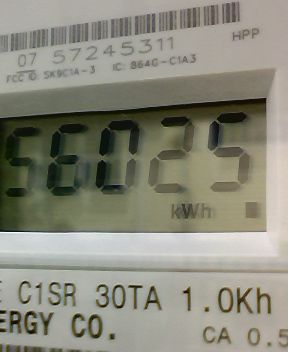 07 57245311
HPP
FCC ID: SK9C1A-3 IC: 864G-C1A3
56025
kWh
C1SR 30TA 1.0Kh
ERGY CO.
CA 0.5